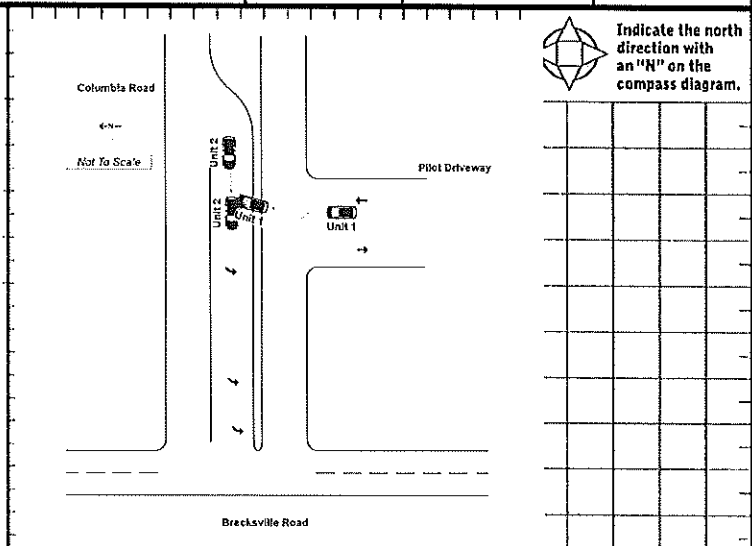 Indicate the north
direction with
an "N" on the
compass diagram.
Columbia Road
<-N--
Not To Scale
Unit 2
Pilot Driveway
Unit 2
Unit 1
Unit 1
Brecksville Road